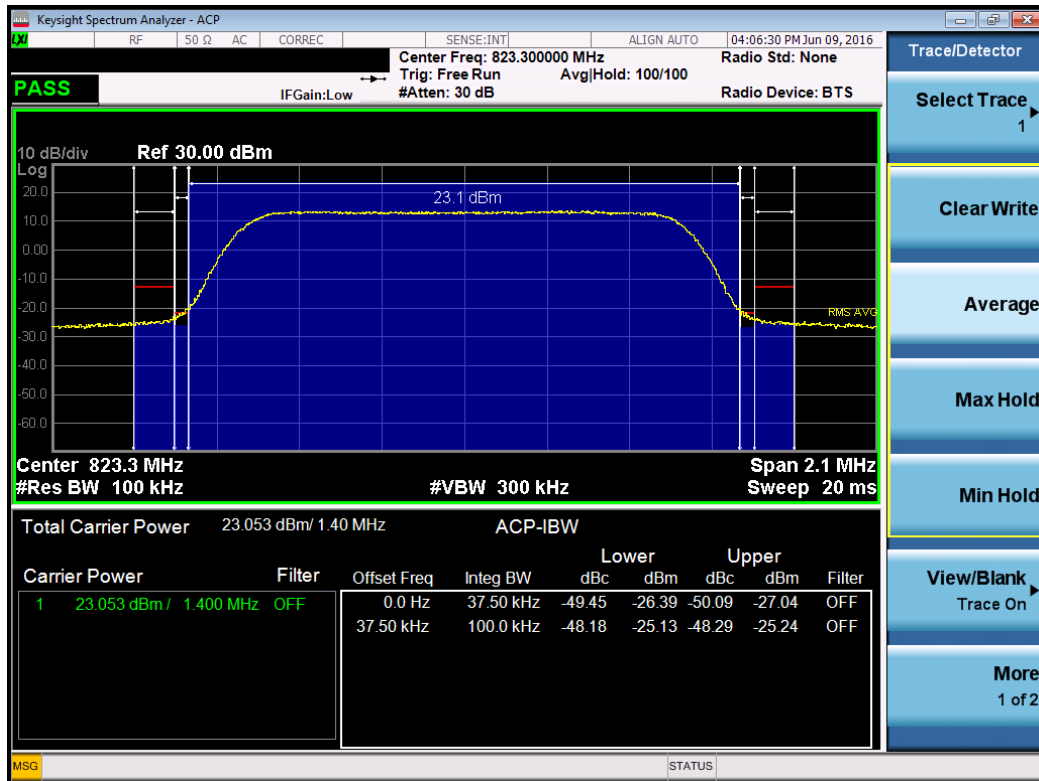 Keysight Spectrum Analyzer - ACP
LXI RF 50 Ω AC CORREC SENSE:INT ALIGN AUTO 04:06:30 PM Jun 09, 2016
Center Freq: 823.300000 MHz Radio Std: None
Trig: Free Run Avg|Hold: 100/100
PASS IFGain:Low #Atten: 30 dB Radio Device: BTS
10 dB/div Ref 30.00 dBm
Log
20.0
23.1 dBm
10.0
0.00
-10.0
-20.0
RMS AVG
-30.0
-40.0
-50.0
-60.0
Center 823.3 MHz Span 2.1 MHz
#Res BW 100 kHz #VBW 300 kHz Sweep 20 ms
Total Carrier Power 23.053 dBm/ 1.40 MHz ACP-IBW
Lower Upper
Carrier Power Filter Offset Freq Integ BW dBc dBm dBc dBm Filter
1 23.053 dBm / 1.400 MHz OFF 0.0 Hz 37.50 kHz -49.45 -26.39 -50.09 -27.04 OFF
37.50 kHz 100.0 kHz -48.18 -25.13 -48.29 -25.24 OFF
MSG STATUS
Trace/Detector
Select Trace
1
Clear Write
Average
Max Hold
Min Hold
View/Blank
Trace On
More
1 of 2